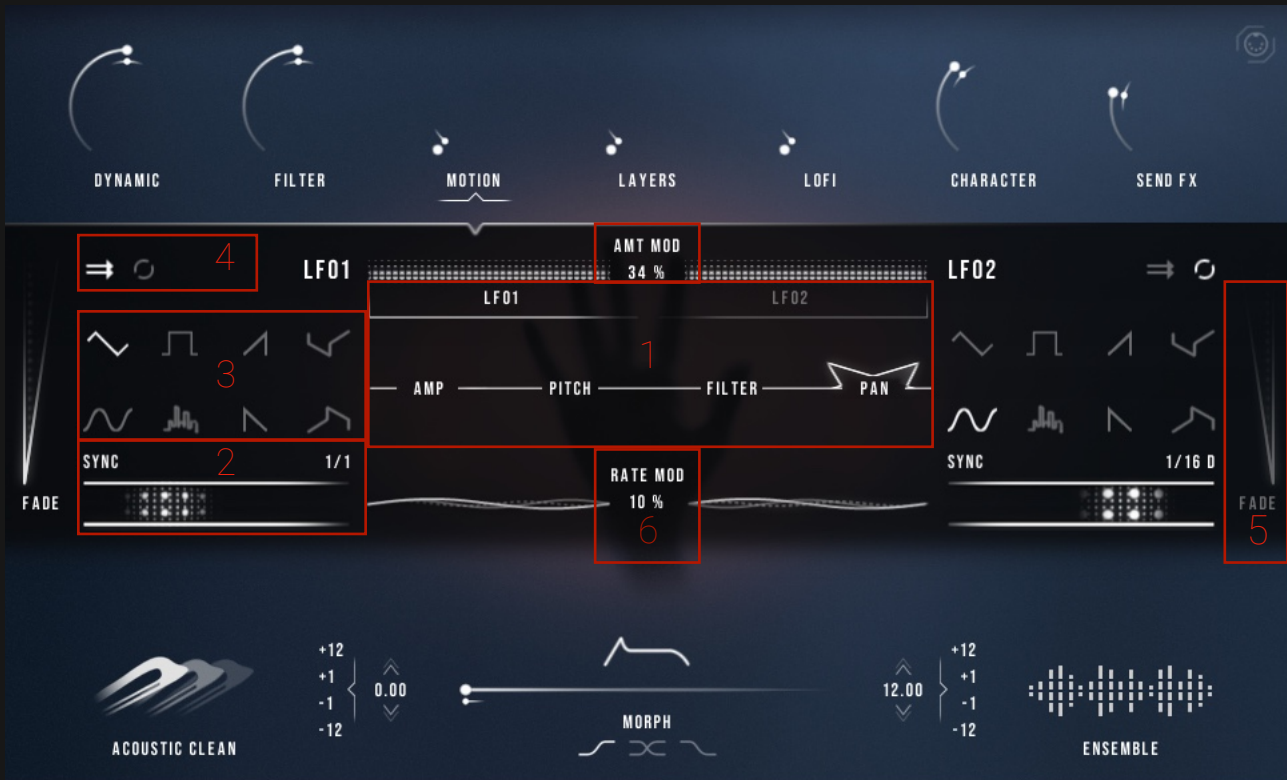 DYNAMIC FILTER MOTION LAYERS LOFI CHARACTER SEND FX
AMT MOD
4 LFO1 34 % LFO2
LFO1 LFO2
3 1
AMP PITCH FILTER PAN
SYNC 2 1/1 SYNC 1/16 D
RATE MOD
FADE 10 % FADE
6 5
+12 +12
+1 +1
0.00 12.00
-1 -1
-12 MORPH -12
ACOUSTIC CLEAN ENSEMBLE